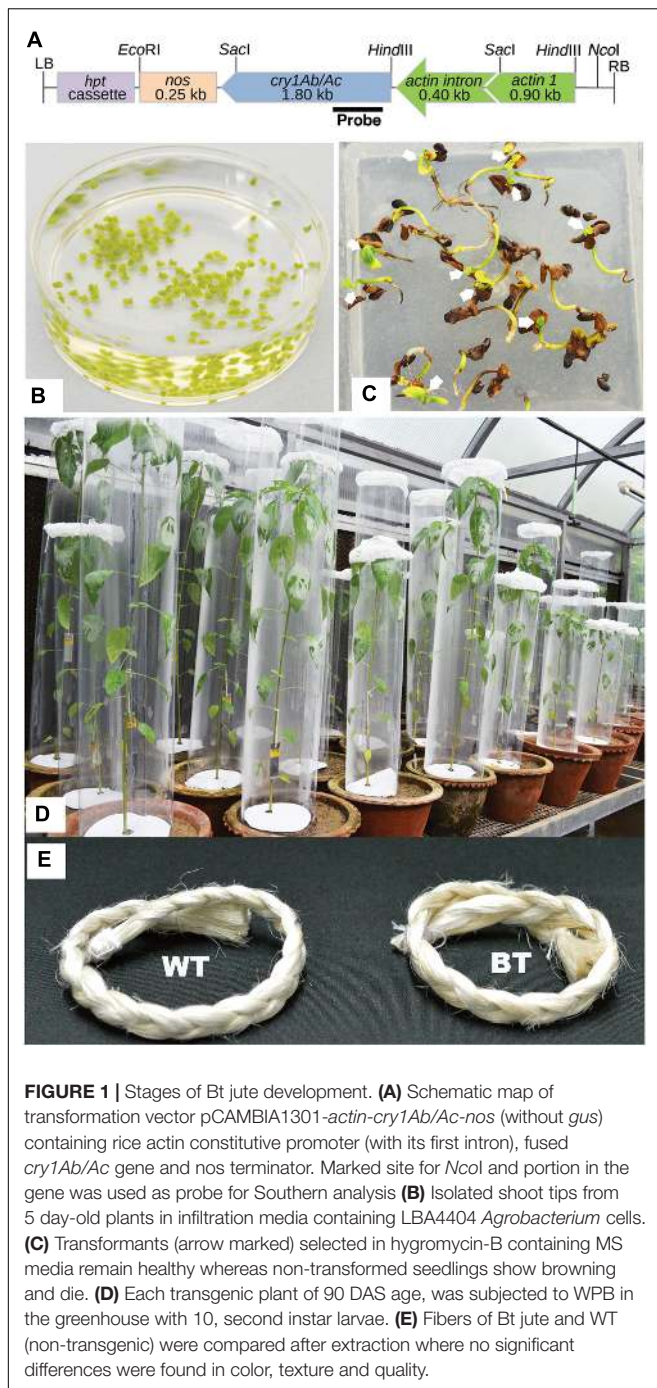 A
LB
EcoRI
SacI
HindIII
SacI
HindIII
NcoI
RB
hpt
cassette
nos
0.25 kb
cry1Ab/Ac
1.80 kb
actin intron
0.40 kb
actin 1
0.90 kb
Probe
B
C
D
E
WT
BT
FIGURE 1 | Stages of Bt jute development. (A) Schematic map of
transformation vector pCAMBIA1301-actin-cry1Ab/Ac-nos (without gus)
containing rice actin constitutive promoter (with its first intron), fused
cry1Ab/Ac gene and nos terminator. Marked site for NcoI and portion in the
gene was used as probe for Southern analysis (B) Isolated shoot tips from
5 day-old plants in infiltration media containing LBA4404 Agrobacterium cells.
(C) Transformants (arrow marked) selected in hygromycin-B containing MS
media remain healthy whereas non-transformed seedlings show browning
and die. (D) Each transgenic plant of 90 DAS age, was subjected to WPB in
the greenhouse with 10, second instar larvae. (E) Fibers of Bt jute and WT
(non-transgenic) were compared after extraction where no significant
differences were found in color, texture and quality.